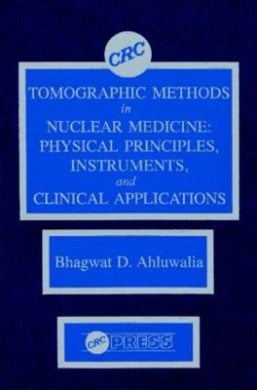 CRC
TOMOGRAPHIC METHODS
in
NUCLEAR MEDICINE:
PHYSICAL PRINCIPLES,
INSTRUMENTS,
and
CLINICAL APPLICATIONS
Bhagwat D. Ahluwalia
CRC PRESS